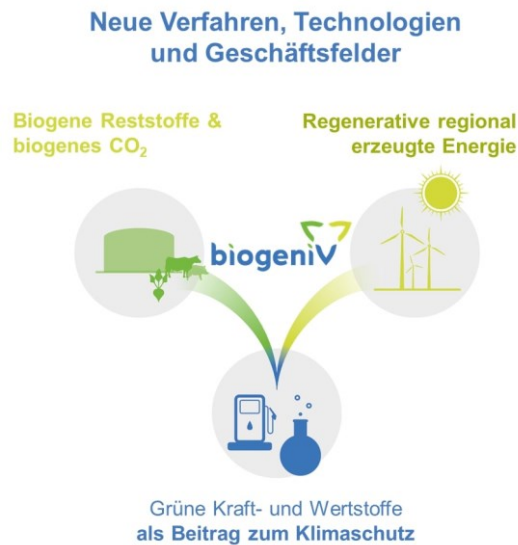 Neue Verfahren, Technologien
und Geschäftsfelder
Biogene Reststoffe &
biogenes CO₂
Regenerative regional
erzeugte Energie
biogeniV
Grüne Kraft- und Wertstoffe
als Beitrag zum Klimaschutz